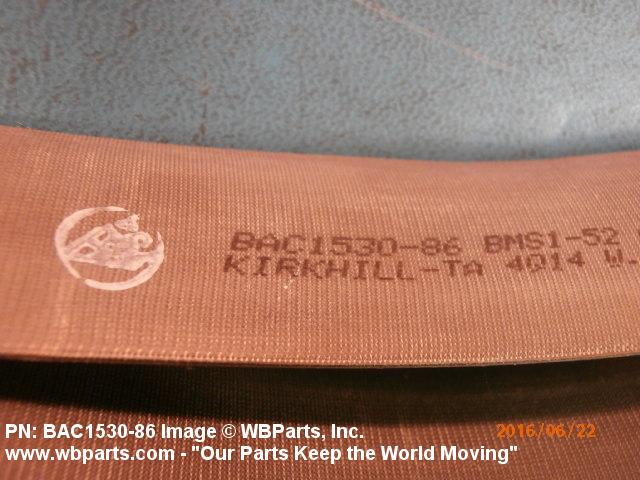 BAC1530-86 BMS1-52
KIRKHILL-TA 4Q14 W.
2016/06/22
PN: BAC1530-86 Image © WBParts, Inc.
www.wbparts.com - "Our Parts Keep the World Moving"